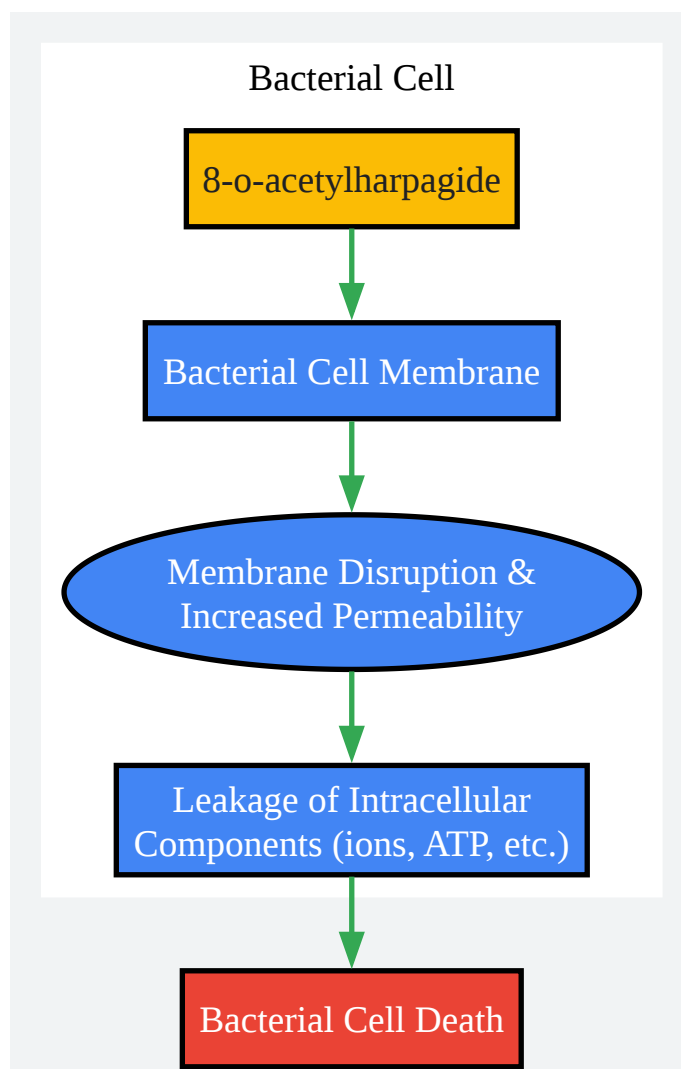 Bacterial Cell
8-o-acetylharpagide
Bacterial Cell Membrane
Membrane Disruption &
Increased Permeability
Leakage of Intracellular
Components (ions, ATP, etc.)
Bacterial Cell Death